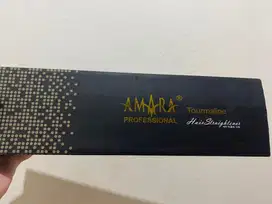 AMARA®
PROFESSIONAL
Tourmaline
Hair Straightener